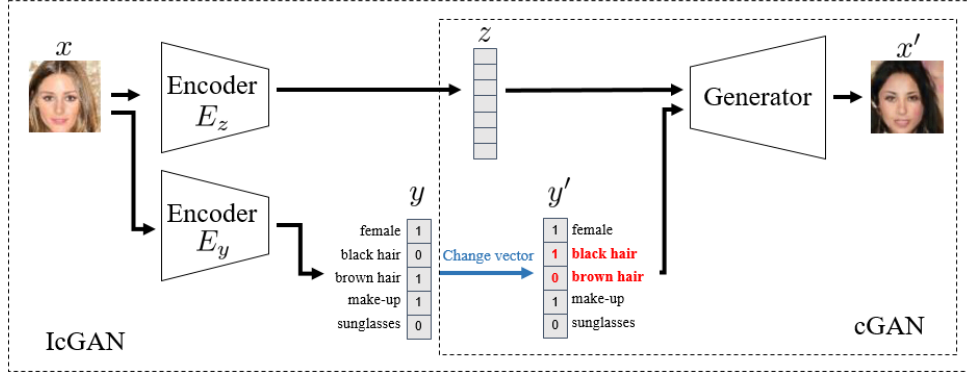 x
Encoder
E_z
z
Generator
x′
Encoder
E_y
y
female 1
black hair 0
brown hair 1
make-up 1
sunglasses 0
Change vector
y′
1 female
1 black hair
0 brown hair
1 make-up
0 sunglasses
IcGAN
cGAN